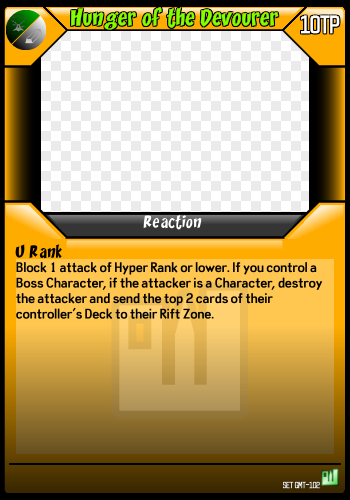 Hunger of the Devourer
10TP
Reaction
U Rank
Block 1 attack of Hyper Rank or lower. If you control a
Boss Character, if the attacker is a Character, destroy
the attacker and send the top 2 cards of their
controller's Deck to their Rift Zone.
SET GMT-102